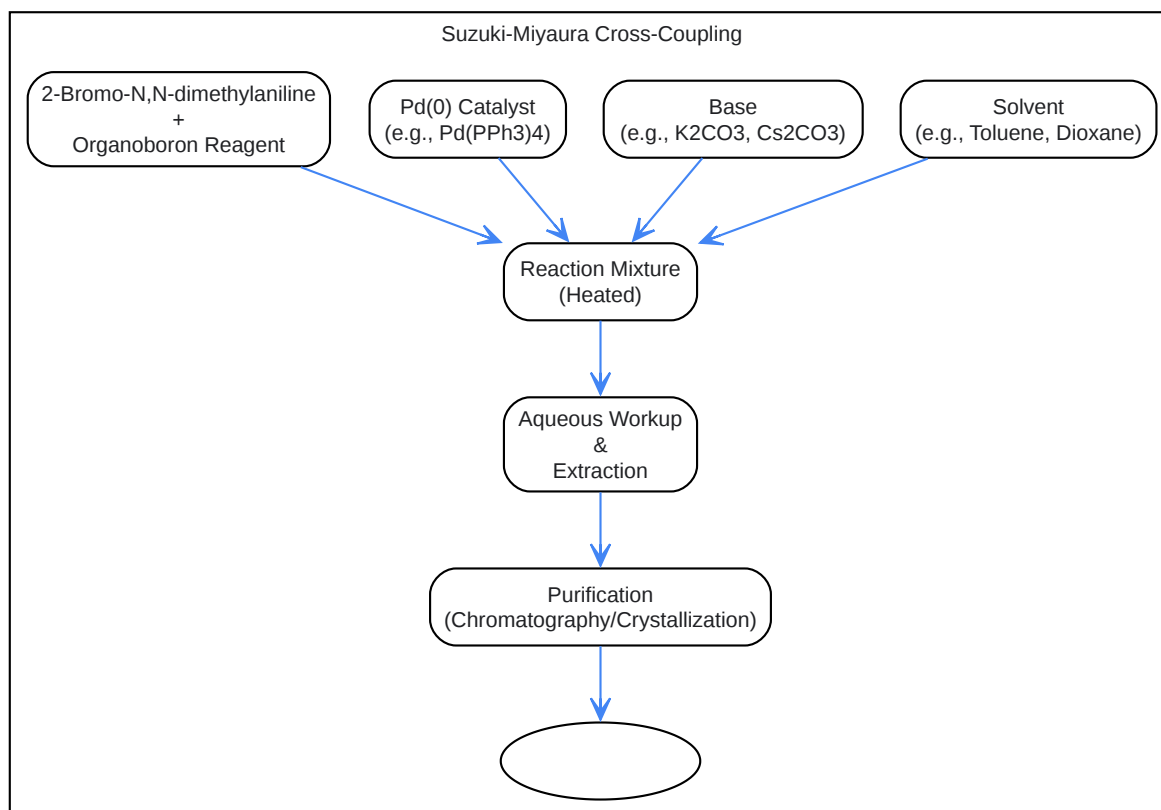 Suzuki-Miyaura Cross-Coupling
2-Bromo-N,N-dimethylaniline
+
Organoboron Reagent
Pd(0) Catalyst
(e.g., Pd(PPh3)4)
Base
(e.g., K2CO3, Cs2CO3)
Solvent
(e.g., Toluene, Dioxane)
Reaction Mixture
(Heated)
Aqueous Workup
&
Extraction
Purification
(Chromatography/Crystallization)